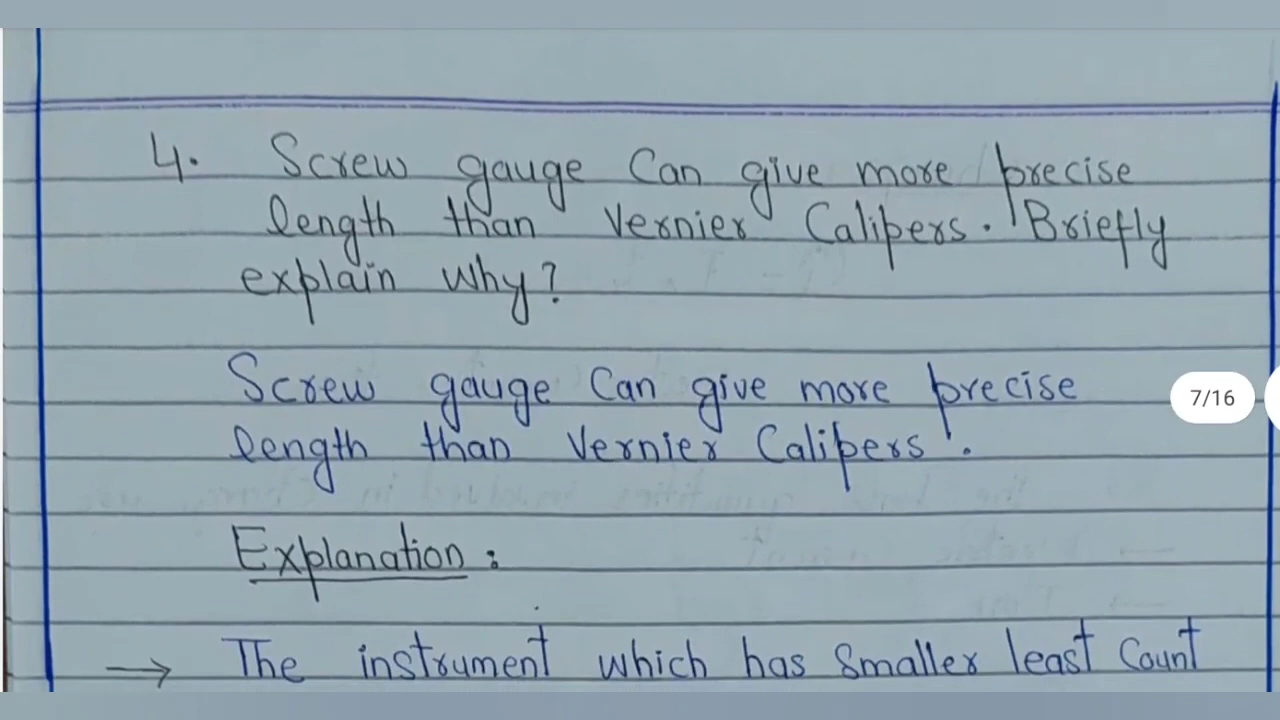 4. Screw gauge Can give more precise
length than Vernier Calipers. Briefly
explain Why?
Screw gauge Can give more precise
length than Vernier Calipers.
7/16
Explanation :
→ The instrument which has smaller least Count